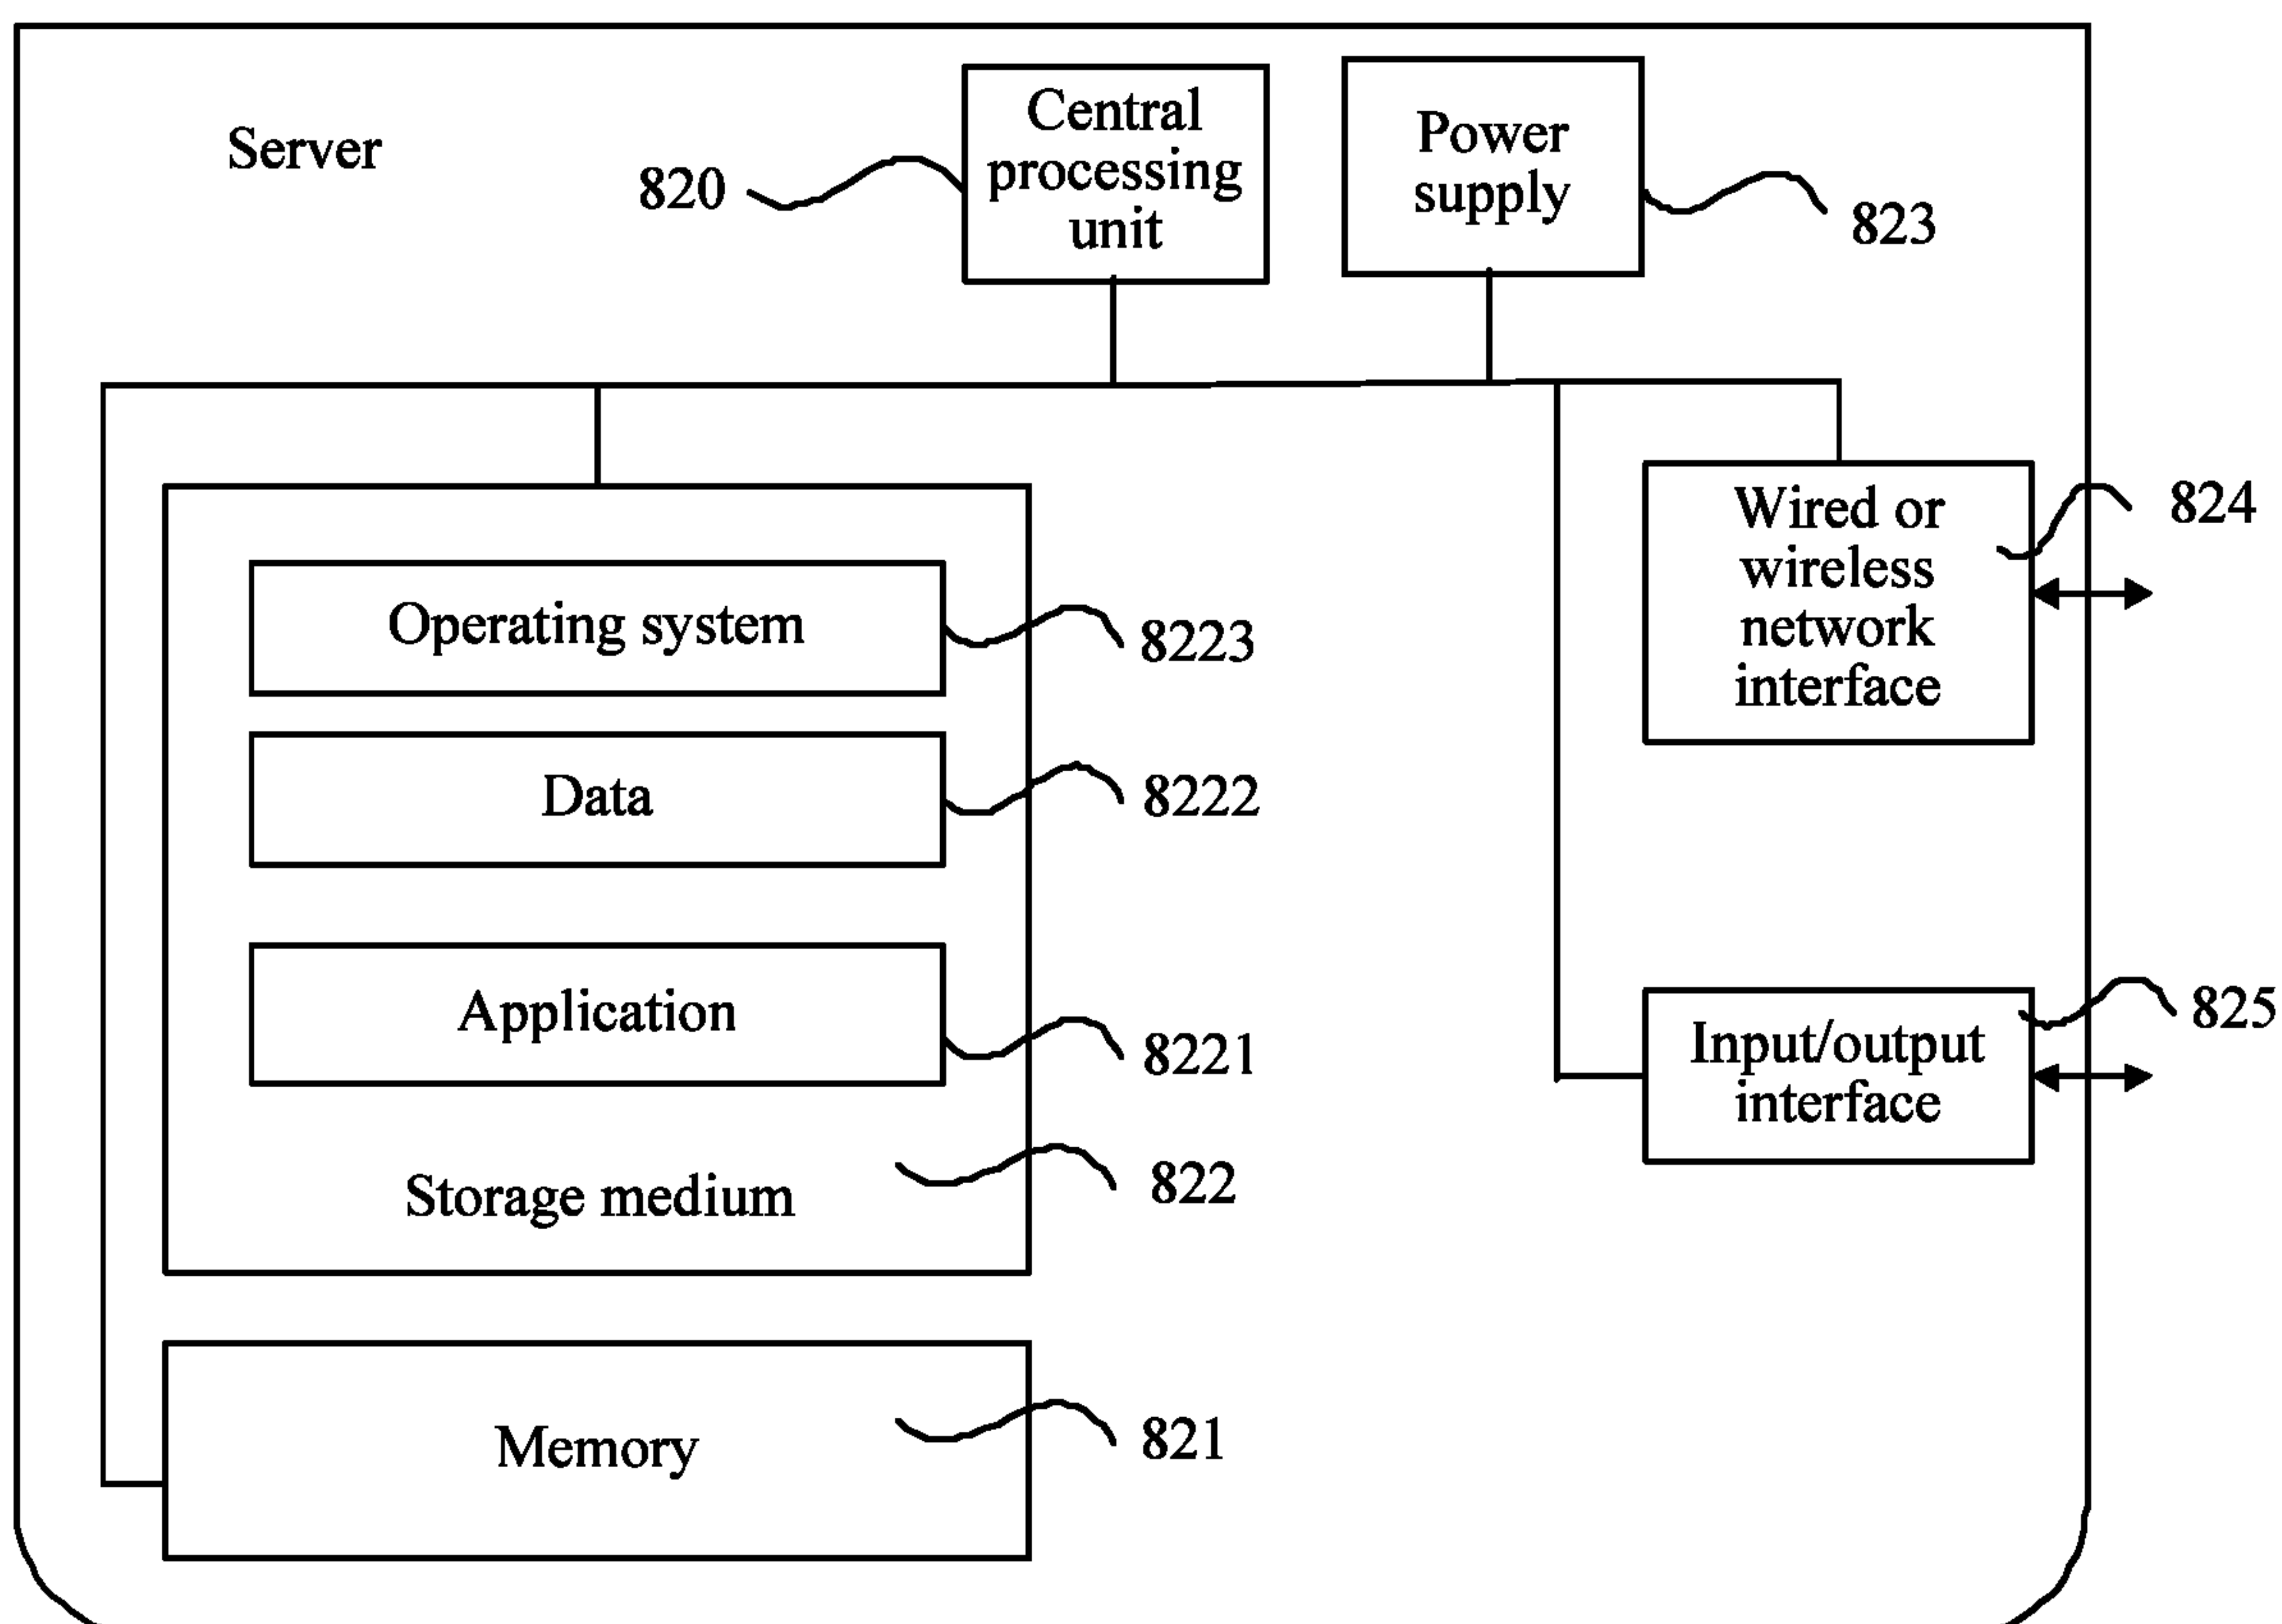 Server
820
Central
processing
unit
Power
supply
823
Operating system
8223
Data
8222
Application
8221
Storage medium
822
Memory
821
Wired or
wireless
network
interface
824
Input/output
interface
825